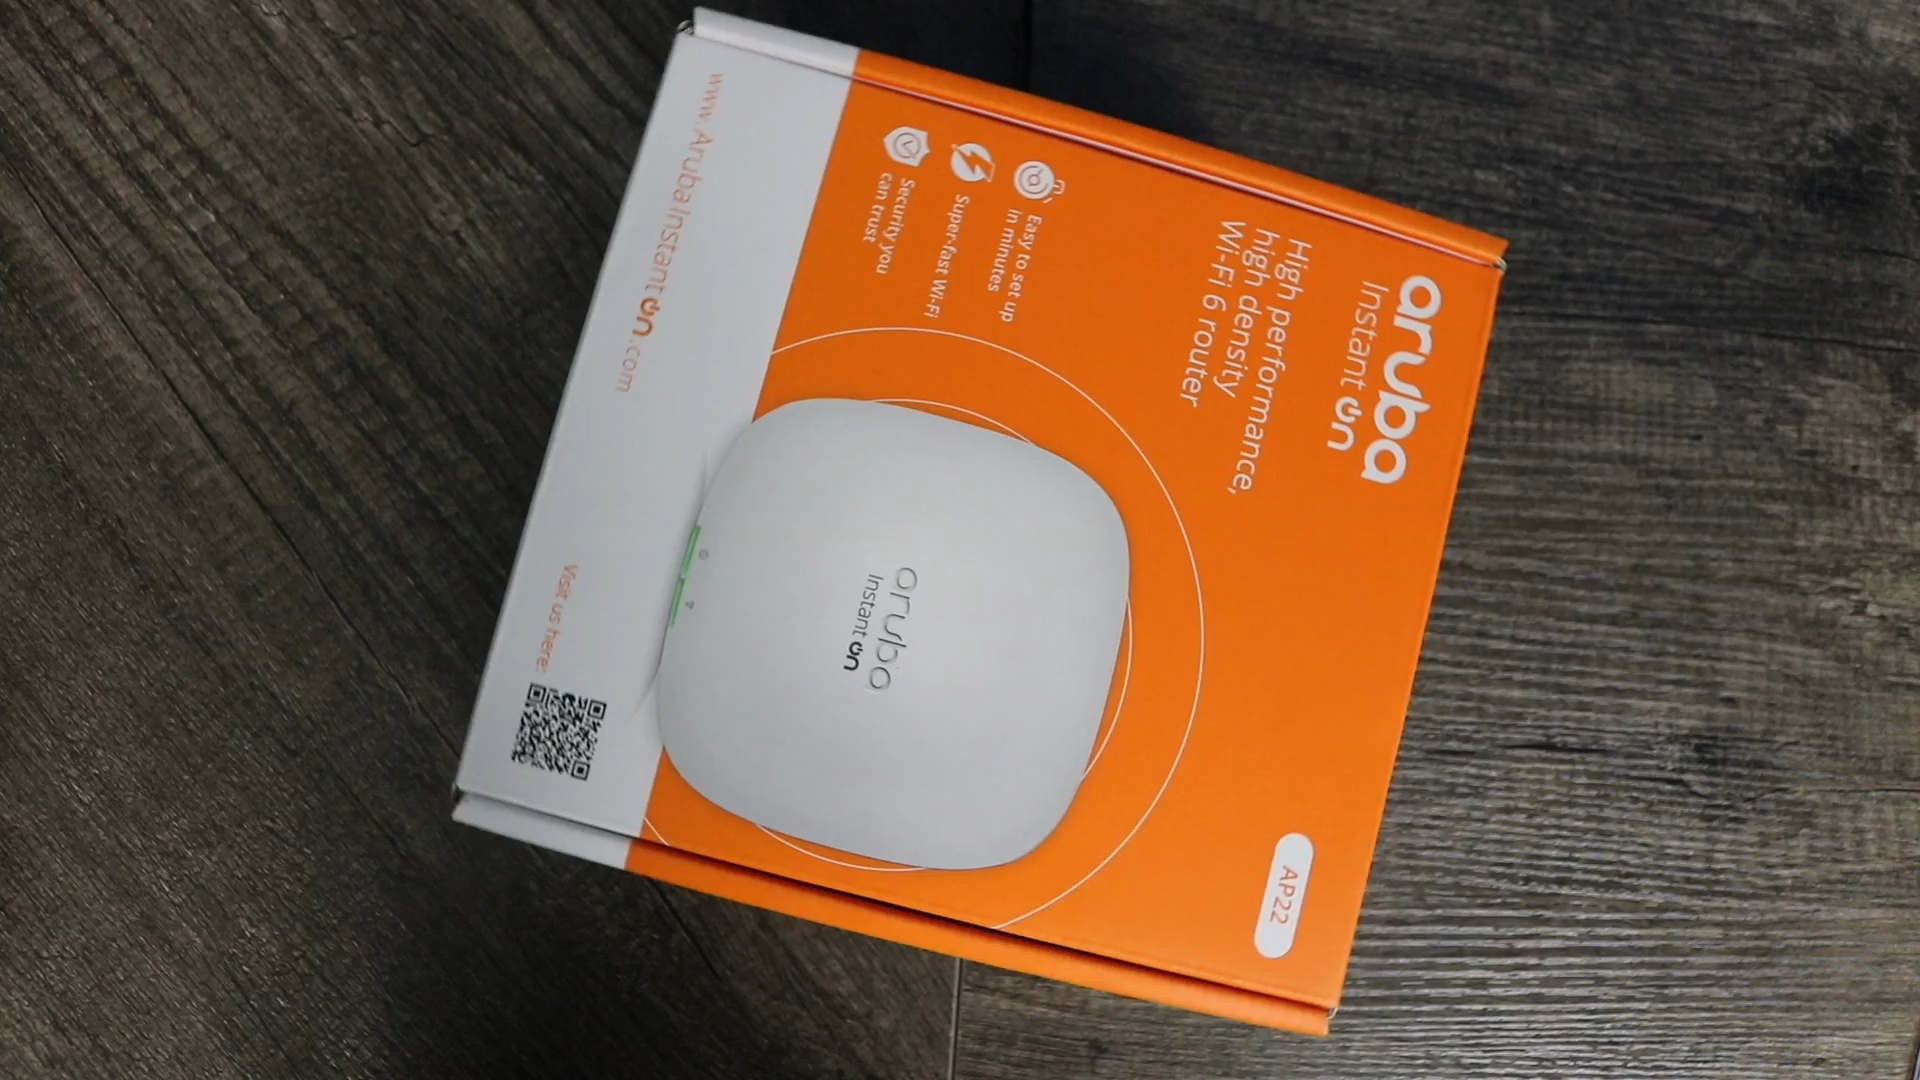 aruba
Instant On
High performance,
high density
Wi-Fi 6 router
AP22
Easy to set up
in minutes
Super-fast Wi-Fi
Security you
can trust
aruba
Instant On
www.ArubaInstantOn.com
Visit us here: